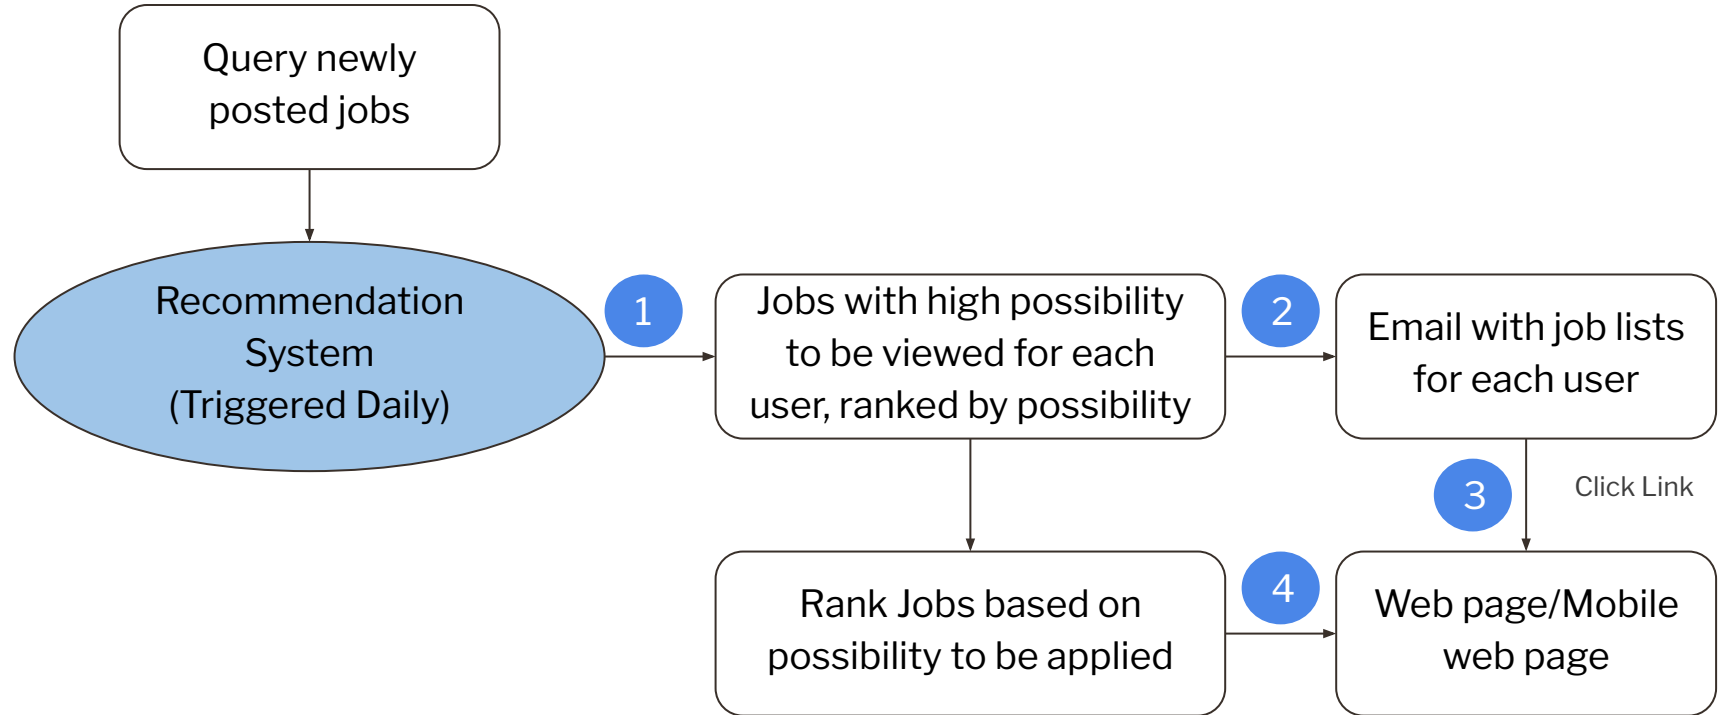 Query newly
posted jobs
Recommendation
System
(Triggered Daily)
1
Jobs with high possibility
to be viewed for each
user, ranked by possibility
2
Email with job lists
for each user
3
Click Link
Rank Jobs based on
possibility to be applied
4
Web page/Mobile
web page